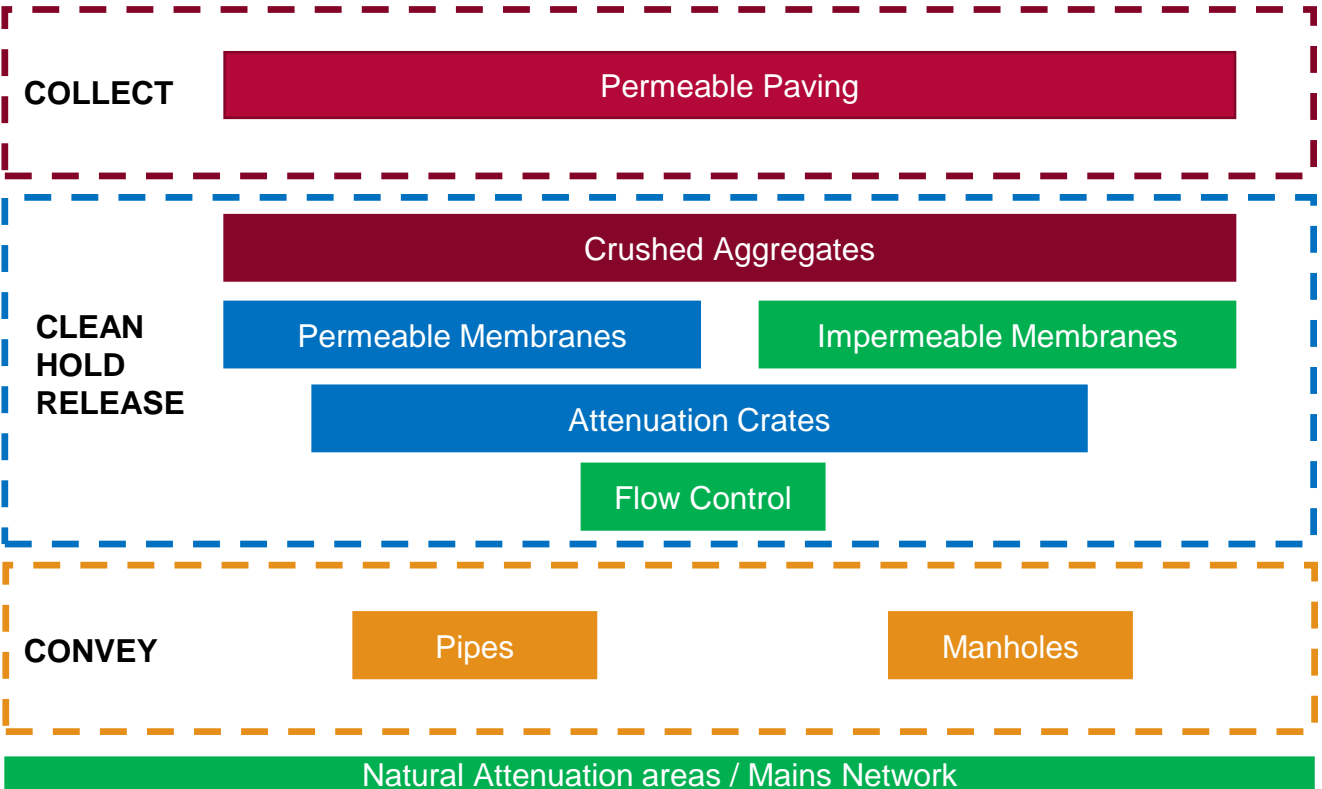 COLLECT
Permeable Paving
Crushed Aggregates
CLEAN
HOLD
RELEASE
Permeable Membranes
Impermeable Membranes
Attenuation Crates
Flow Control
CONVEY
Pipes
Manholes
Natural Attenuation areas / Mains Network